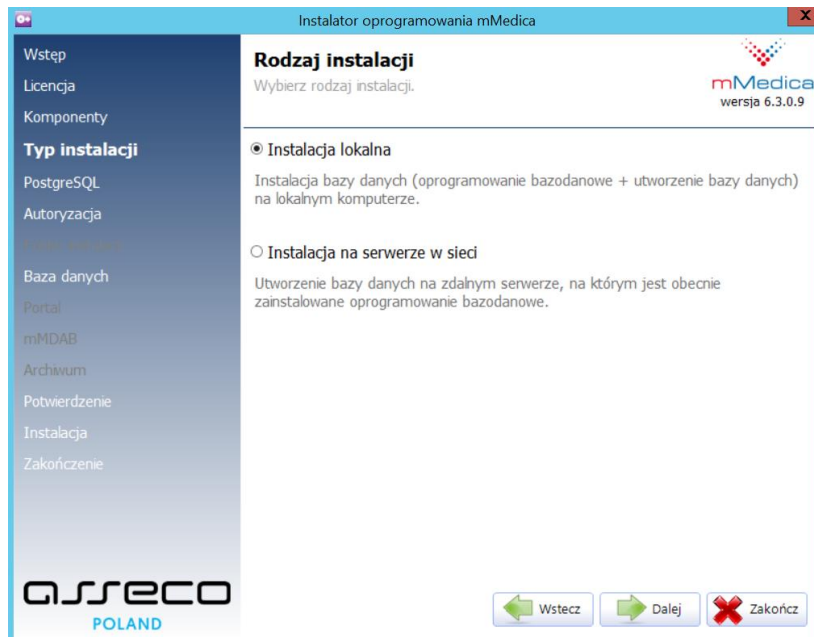 Instalator oprogramowania mMedica
X
Wstęp
Licencja
Komponenty
Typ instalacji
PostgreSQL
Autoryzacja
Baza danych
Portal
mMDAB
Archiwum
Potwierdzenie
Instalacja
Zakończenie
asseco
POLAND
Rodzaj instalacji
Wybierz rodzaj instalacji.
mMedica
wersja 6.3.0.9
Instalacja lokalna
Instalacja bazy danych (oprogramowanie bazodanowe + utworzenie bazy danych)
na lokalnym komputerze.
Instalacja na serwerze w sieci
Utworzenie bazy danych na zdalnym serwerze, na którym jest obecnie
zainstalowane oprogramowanie bazodanowe.
Wstecz
Dalej
Zakończ